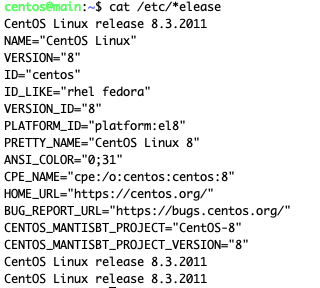 centos@main:~$ cat /etc/*elease
CentOS Linux release 8.3.2011
NAME="CentOS Linux"
VERSION="8"
ID="centos"
ID_LIKE="rhel fedora"
VERSION_ID="8"
PLATFORM_ID="platform:el8"
PRETTY_NAME="CentOS Linux 8"
ANSI_COLOR="0;31"
CPE_NAME="cpe:/o:centos:centos:8"
HOME_URL="https://centos.org/"
BUG_REPORT_URL="https://bugs.centos.org/"
CENTOS_MANTISBT_PROJECT="CentOS-8"
CENTOS_MANTISBT_PROJECT_VERSION="8"
CentOS Linux release 8.3.2011
CentOS Linux release 8.3.2011